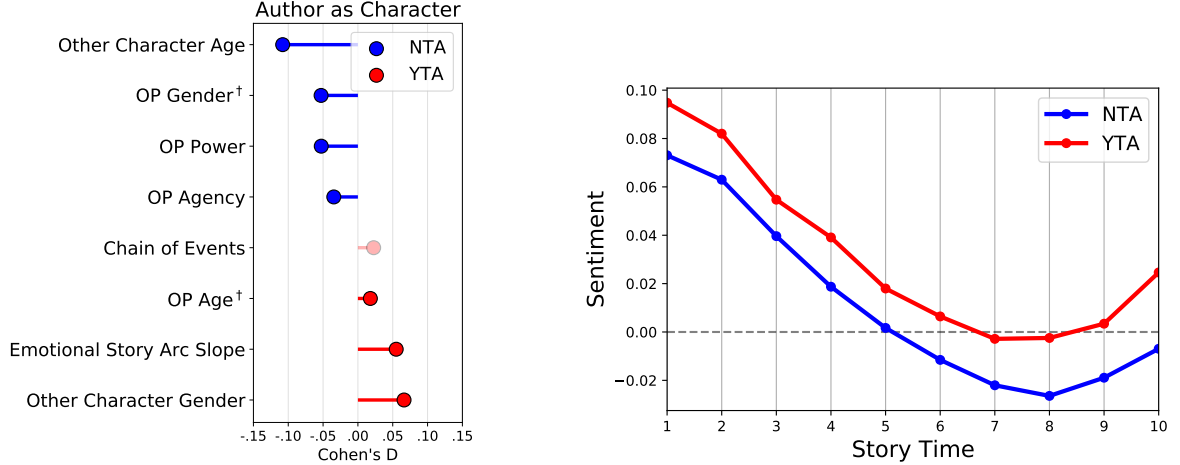 Author as Character
Other Character Age
OP Gender†
OP Power
OP Agency
Chain of Events
OP Age†
Emotional Story Arc Slope
Other Character Gender
NTA
YTA
-.15 -.10 -.05 .00 .05 .10 .15
Cohen's D
0.10
0.08
0.06
0.04
0.02
0.00
−0.02
Sentiment
NTA
YTA
1 2 3 4 5 6 7 8 9 10
Story Time